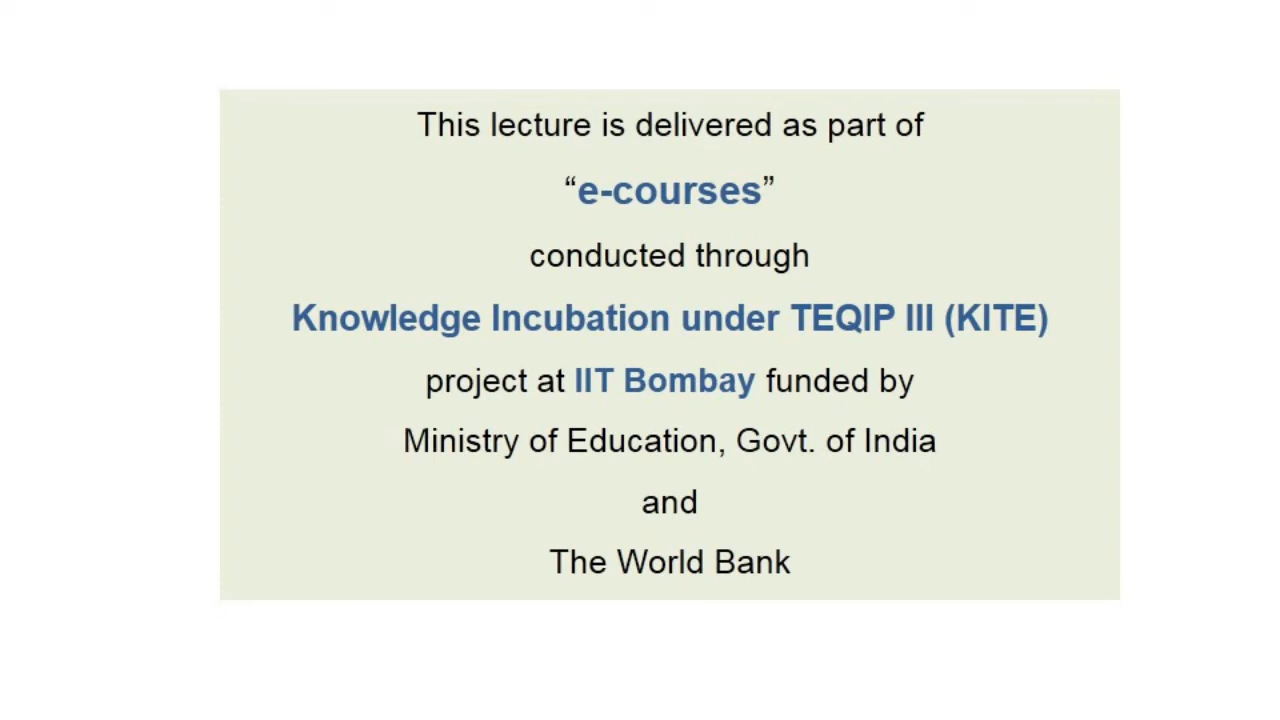 This lecture is delivered as part of
“e-courses”
conducted through
Knowledge Incubation under TEQIP III (KITE)
project at IIT Bombay funded by
Ministry of Education, Govt. of India
and
The World Bank